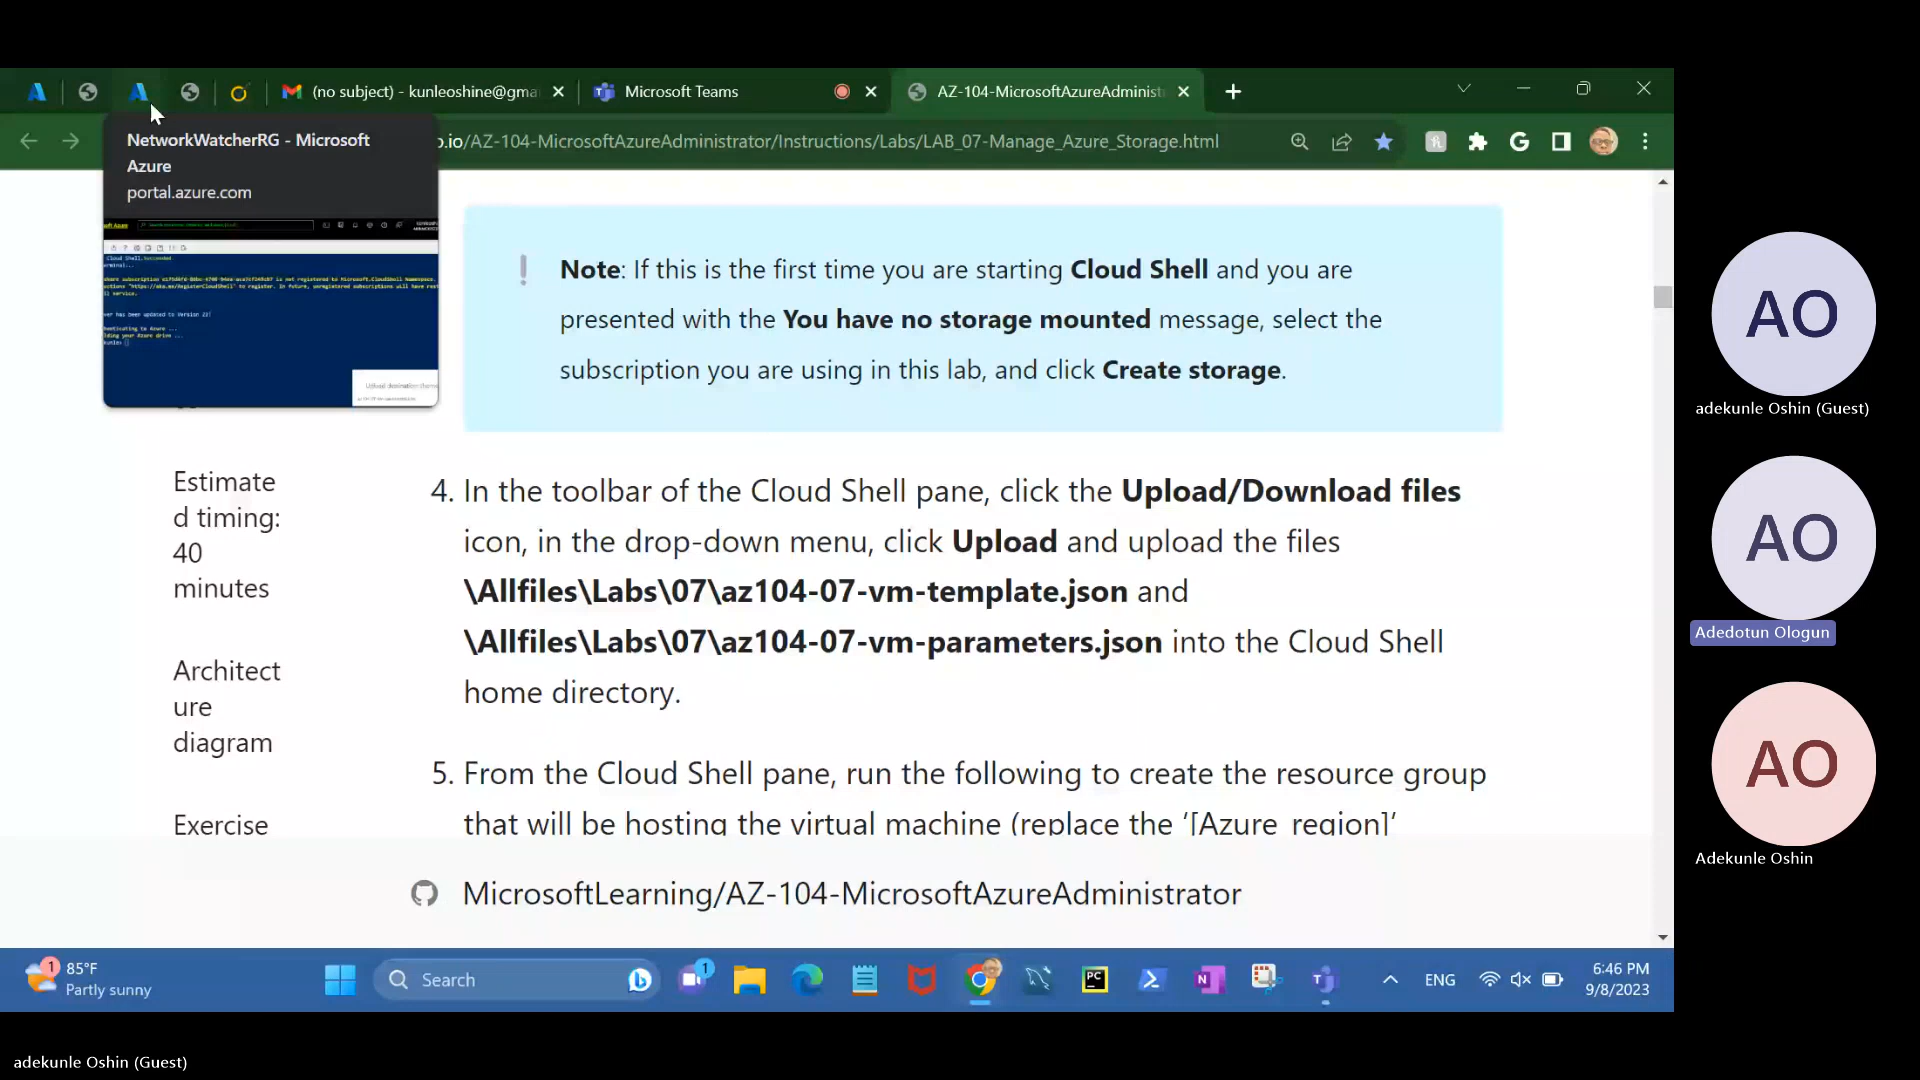 (no subject) - kunleoshine@gma
Microsoft Teams
AZ-104-MicrosoftAzureAdminist
NetworkWatcherRG - Microsoft
Azure
portal.azure.com
o.io/AZ-104-MicrosoftAzureAdministrator/Instructions/Labs/LAB_07-Manage_Azure_Storage.html
Note: If this is the first time you are starting Cloud Shell and you are
presented with the You have no storage mounted message, select the
subscription you are using in this lab, and click Create storage.
Estimate
d timing:
40
minutes
Architect
ure
diagram
Exercise
4. In the toolbar of the Cloud Shell pane, click the Upload/Download files
icon, in the drop-down menu, click Upload and upload the files
\Allfiles\Labs\07\az104-07-vm-template.json and
\Allfiles\Labs\07\az104-07-vm-parameters.json into the Cloud Shell
home directory.
5. From the Cloud Shell pane, run the following to create the resource group
that will be hosting the virtual machine (replace the ‘[Azure_region]’
MicrosoftLearning/AZ-104-MicrosoftAzureAdministrator
1
85°F
Partly sunny
Search
1
PC
N
ENG
6:46 PM
9/8/2023
AO
adekunle Oshin (Guest)
AO
Adedotun Ologun
AO
Adekunle Oshin
adekunle Oshin (Guest)